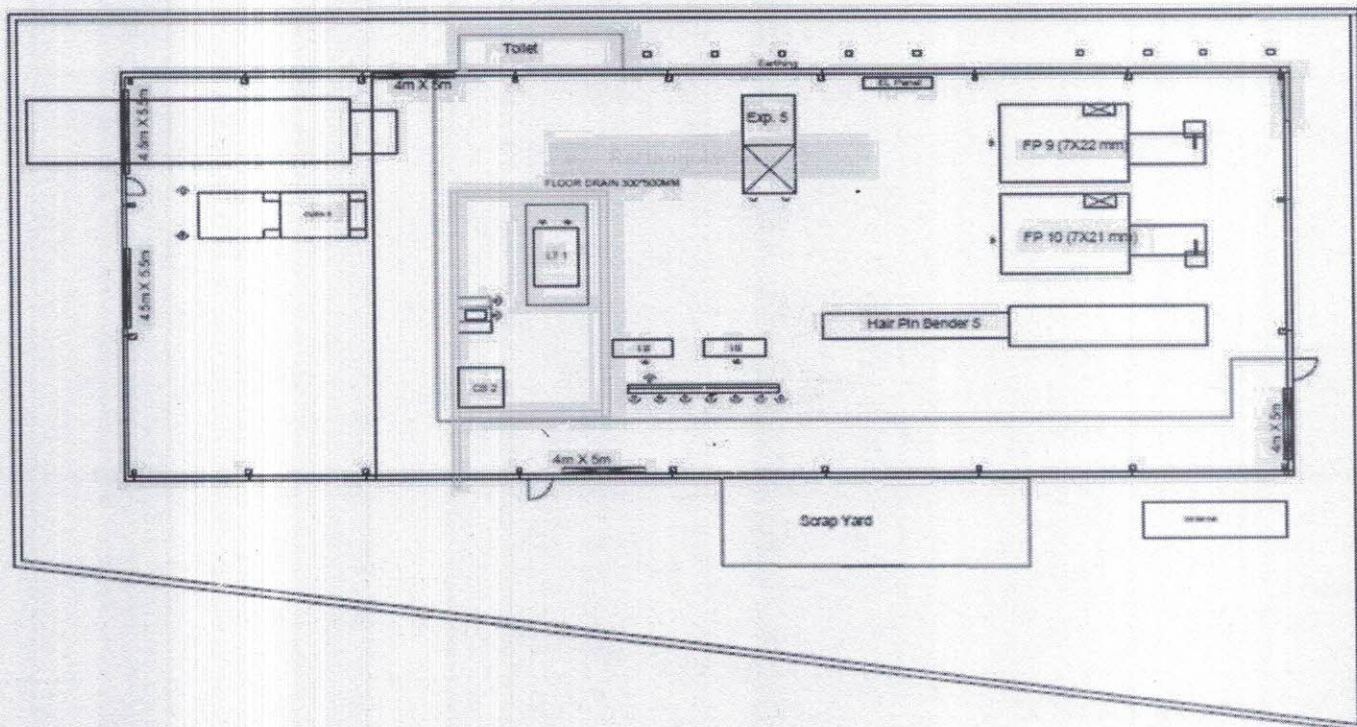 Toilet
Earthing
4m X 5m
EL Panel
4.5m X 5.5m
Exp. 5
FP 9 (7X22 mm)
FLOOR DRAIN 300*500MM
FP 10 (7X21 mm)
LT 1
4.5m X 5.5m
Hair Pin Bender 5
CS 2
4m X 5m
4m X 5m
Scrap Yard